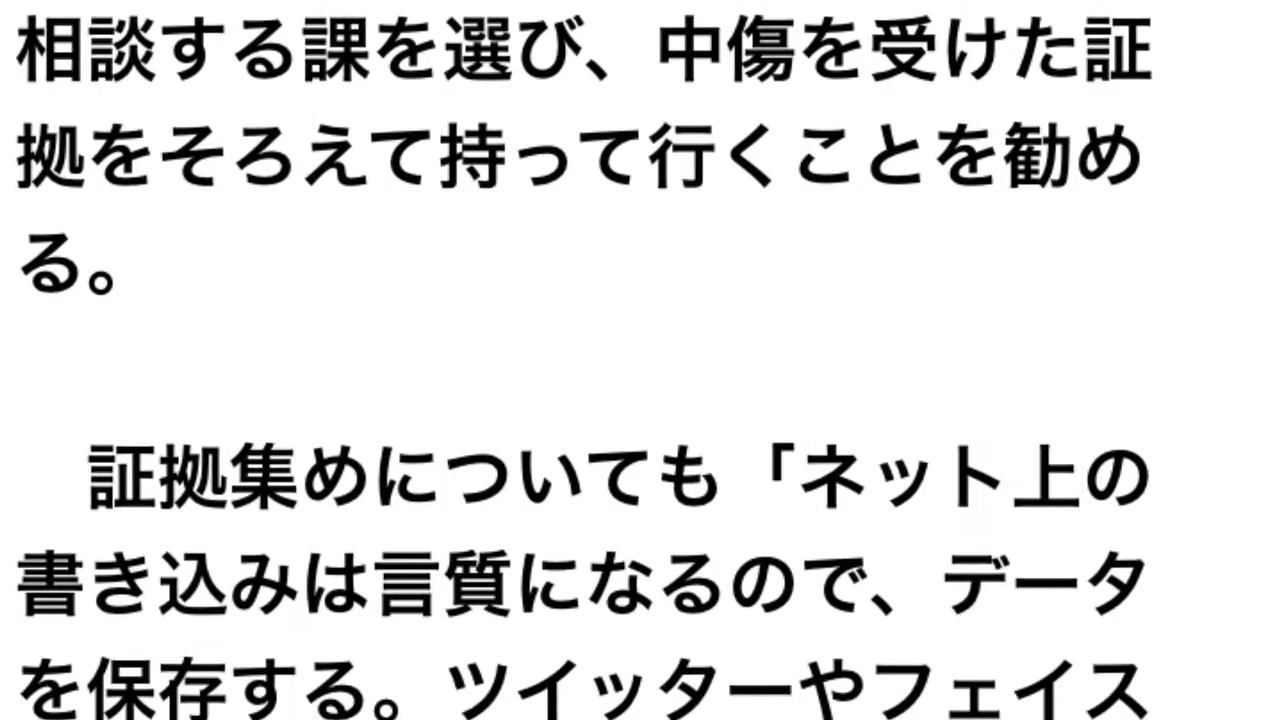 相談する課を選び、中傷を受けた証
拠をそろえて持って行くことを勧め
る。
証拠集めについても「ネット上の
書き込みは言質になるので、データ
を保存する。ツイッターやフェイス